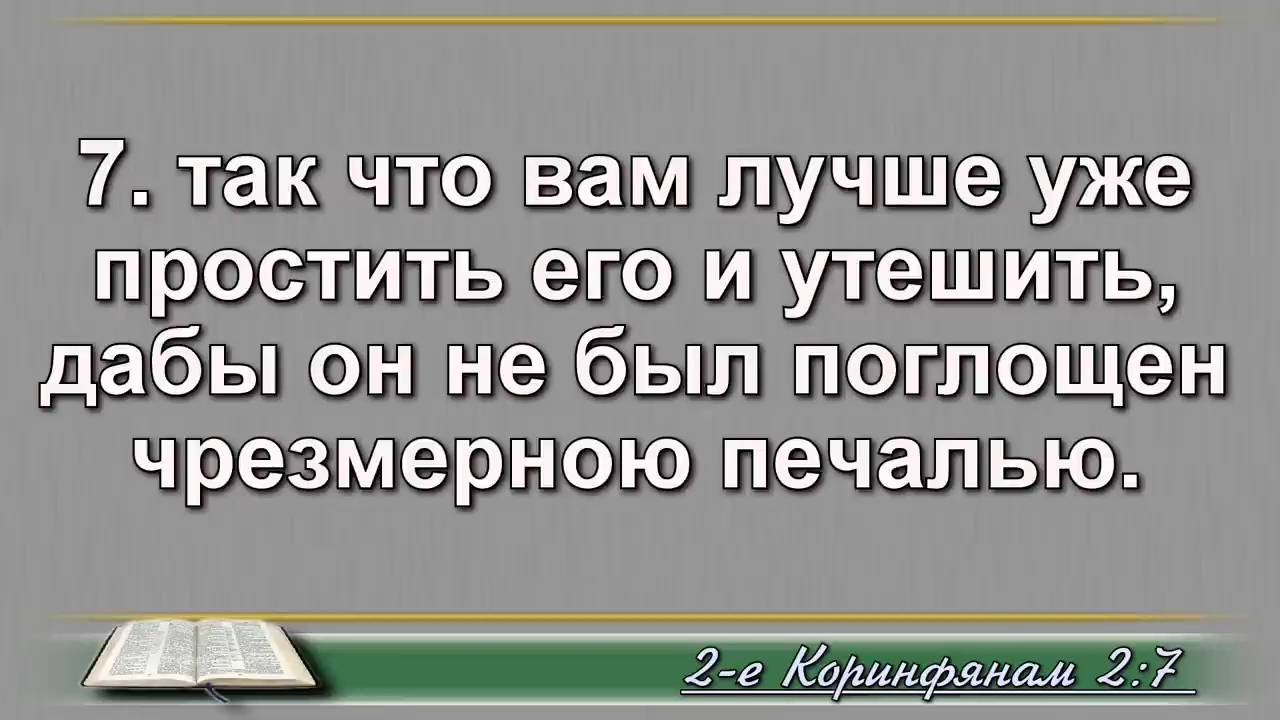 7. так что вам лучше уже
простить его и утешить,
дабы он не был поглощен
чрезмерною печалью.
2-е Коринфянам 2:7